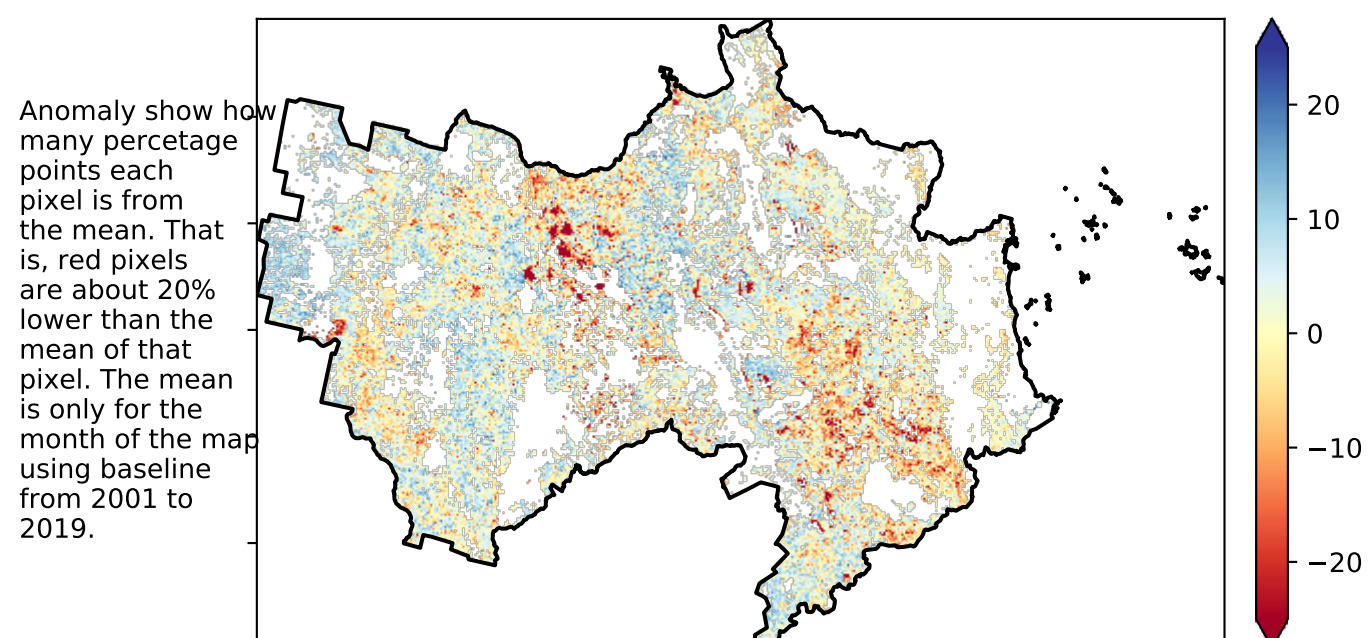 Anomaly show how
many percetage
points each
pixel is from
the mean. That
is, red pixels
are about 20%
lower than the
mean of that
pixel. The mean
is only for the
month of the map
using baseline
from 2001 to
2019.
20
10
0
−10
−20